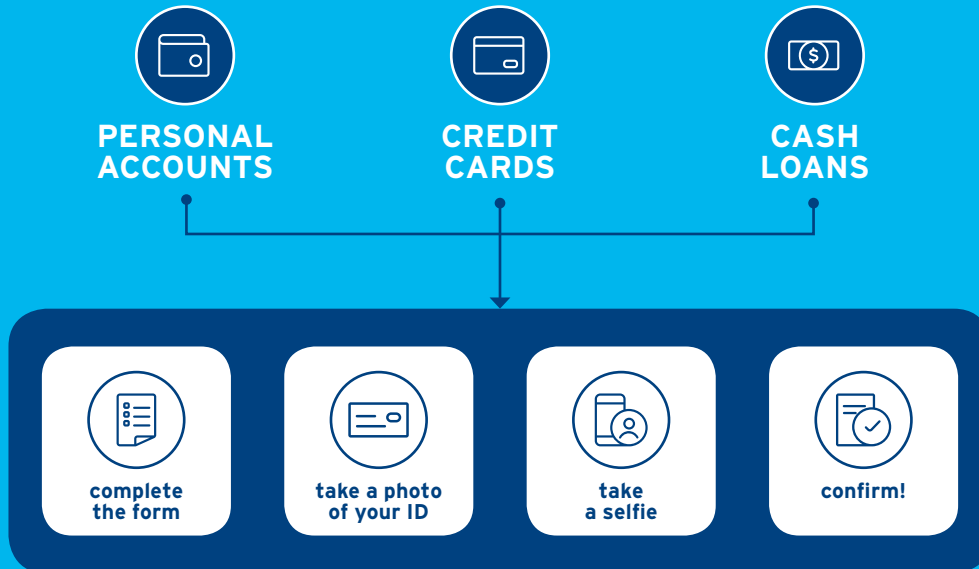 PERSONAL
ACCOUNTS
CREDIT
CARDS
$
CASH
LOANS
complete
the form
take a photo
of your ID
take
a selfie
confirm!